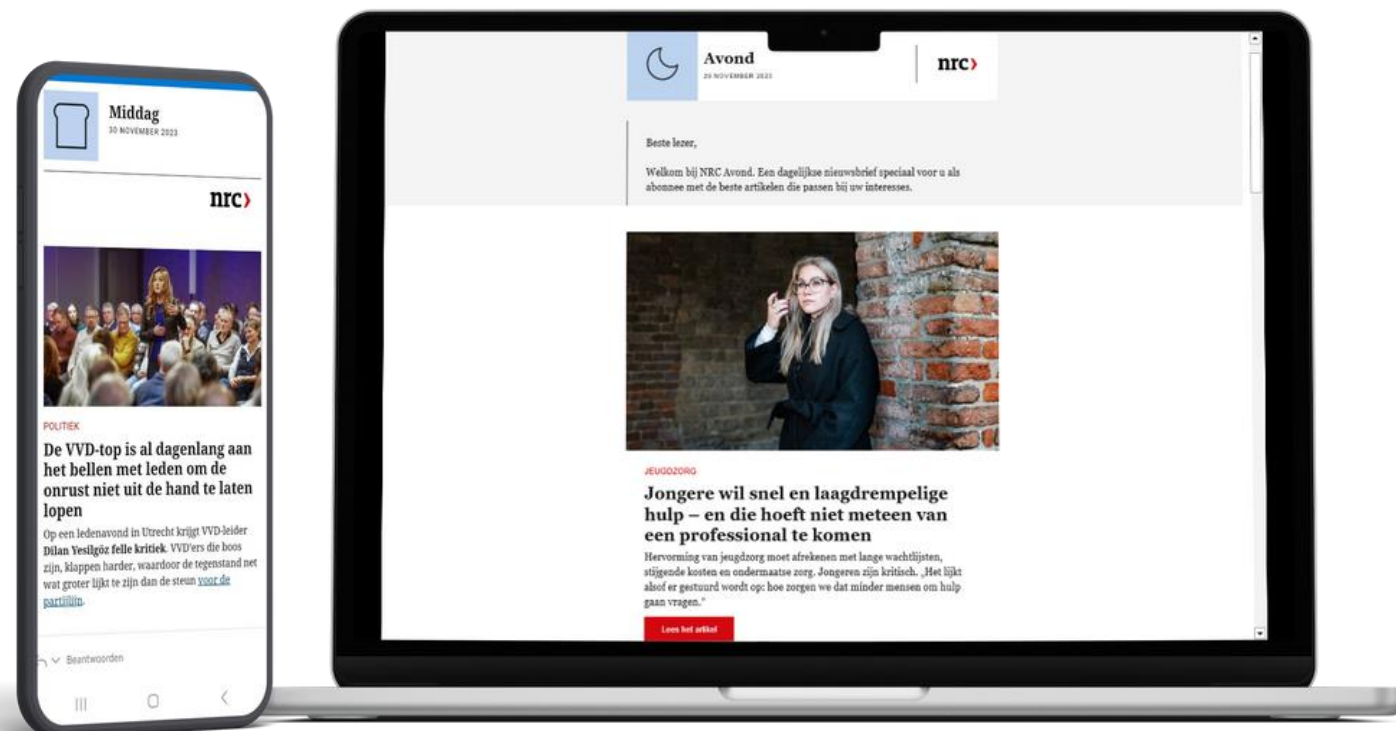 Middag
30 NOVEMBER 2023
nrc>
POLITIEK
De VVD-top is al dagenlang aan
het bellen met leden om de
onrust niet uit de hand te laten
lopen
Op een ledenavond in Utrecht krijgt VVD-leider
Dilan Yesilgöz felle kritiek. VVD'ers die boos
zijn, klappen harder, waardoor de tegenstand net
wat groter lijkt te zijn dan de steun voor de
partijlijn.
Beantwoorden
Avond
29 NOVEMBER 2023
nrc>
Beste lezer,
Welkom bij NRC Avond. Een dagelijkse nieuwsbrief speciaal voor u als
abonnee met de beste artikelen die passen bij uw interesses.
JEUGDZORG
Jongere wil snel en laagdrempelige
hulp – en die hoeft niet meteen van
een professional te komen
Hervorming van jeugdzorg moet afrekenen met lange wachtlijsten,
stijgende kosten en ondermaatse zorg. Jongeren zijn kritisch. „Het lijkt
alsof er gestuurd wordt op: hoe zorgen we dat minder mensen om hulp
gaan vragen.”
Lees het artikel